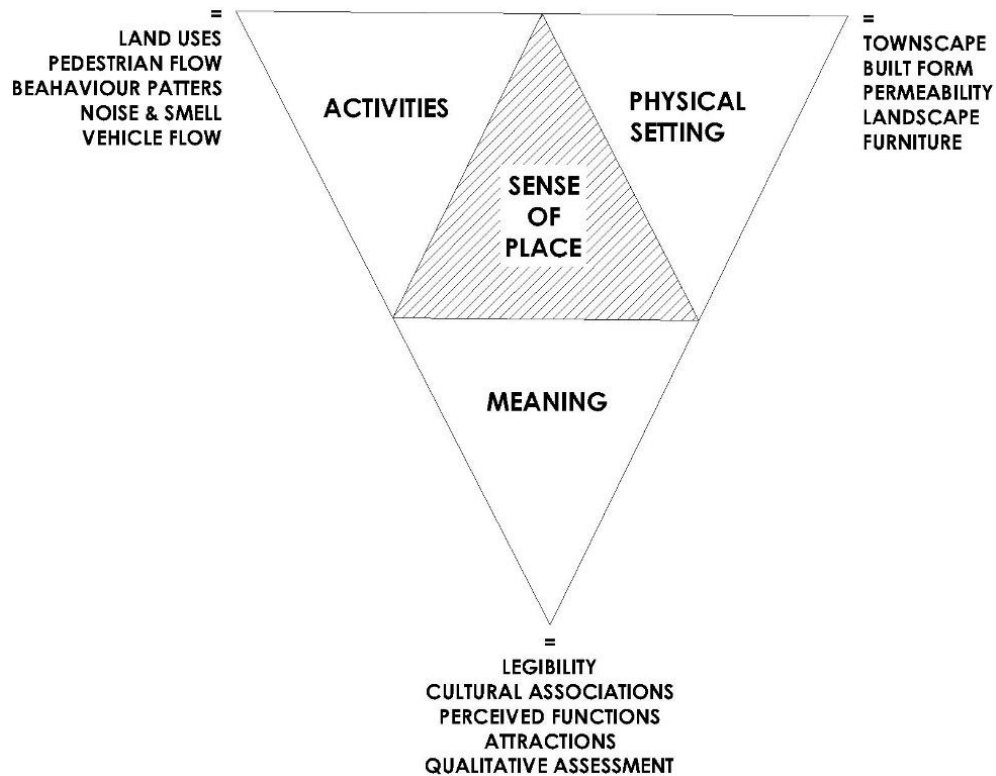 =
LAND USES
PEDESTRIAN FLOW
BEAHAVIOUR PATTERS
NOISE & SMELL
VEHICLE FLOW
ACTIVITIES
PHYSICAL
SETTING
=
TOWNSCAPE
BUILT FORM
PERMEABILITY
LANDSCAPE
FURNITURE
SENSE
OF
PLACE
MEANING
=
LEGIBILITY
CULTURAL ASSOCIATIONS
PERCEIVED FUNCTIONS
ATTRACTIONS
QUALITATIVE ASSESSMENT